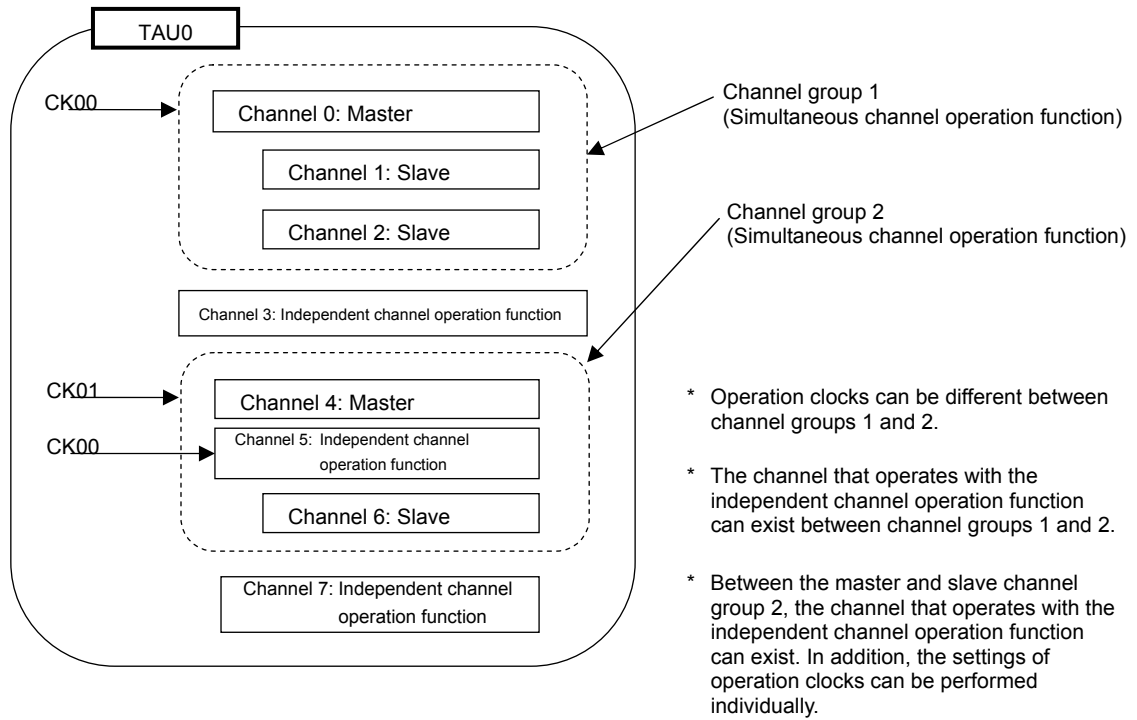 TAU0
CK00
Channel 0: Master
Channel 1: Slave
Channel 2: Slave
Channel group 1
(Simultaneous channel operation function)
Channel group 2
(Simultaneous channel operation function)
Channel 3: Independent channel operation function
CK01
Channel 4: Master
CK00
Channel 5: Independent channel
operation function
Channel 6: Slave
Channel 7: Independent channel
operation function
* Operation clocks can be different between
channel groups 1 and 2.
* The channel that operates with the
independent channel operation function
can exist between channel groups 1 and 2.
* Between the master and slave channel
group 2, the channel that operates with the
independent channel operation function
can exist. In addition, the settings of
operation clocks can be performed
individually.